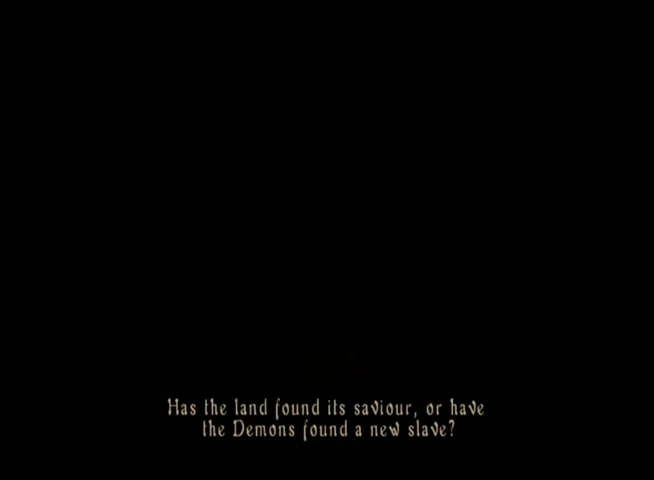 Has the land found its saviour, or have
the Demons found a new slave?